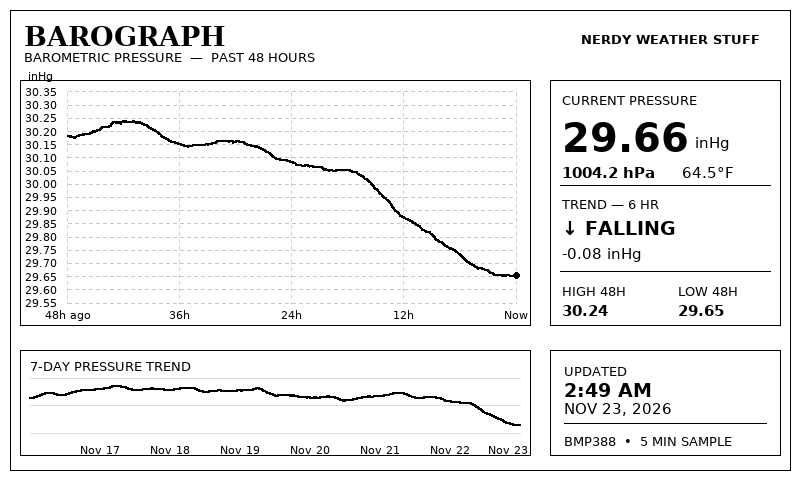 BAROGRAPH
BAROMETRIC PRESSURE — PAST 48 HOURS
NERDY WEATHER STUFF
inHg
30.35
30.30
30.25
30.20
30.15
30.10
30.05
30.00
29.95
29.90
29.85
29.80
29.75
29.70
29.65
29.60
29.55
48h ago 36h 24h 12h Now
CURRENT PRESSURE
29.66 inHg
1004.2 hPa 64.5°F
TREND — 6 HR
↓ FALLING
-0.08 inHg
HIGH 48H LOW 48H
30.24 29.65
7-DAY PRESSURE TREND
Nov 17 Nov 18 Nov 19 Nov 20 Nov 21 Nov 22 Nov 23
UPDATED
2:49 AM
NOV 23, 2026
BMP388 • 5 MIN SAMPLE